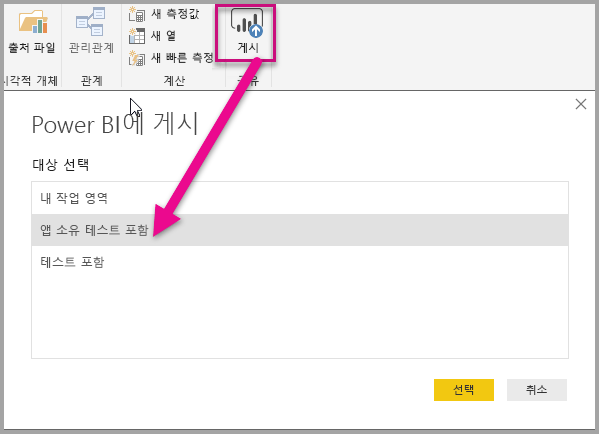 새 측정값
출처 파일
관리관계
새 열
게시
새 빠른 측정
시각적 개체
관계
계산
Power BI에 게시
대상 선택
내 작업 영역
앱 소유 테스트 포함
테스트 포함
선택
취소